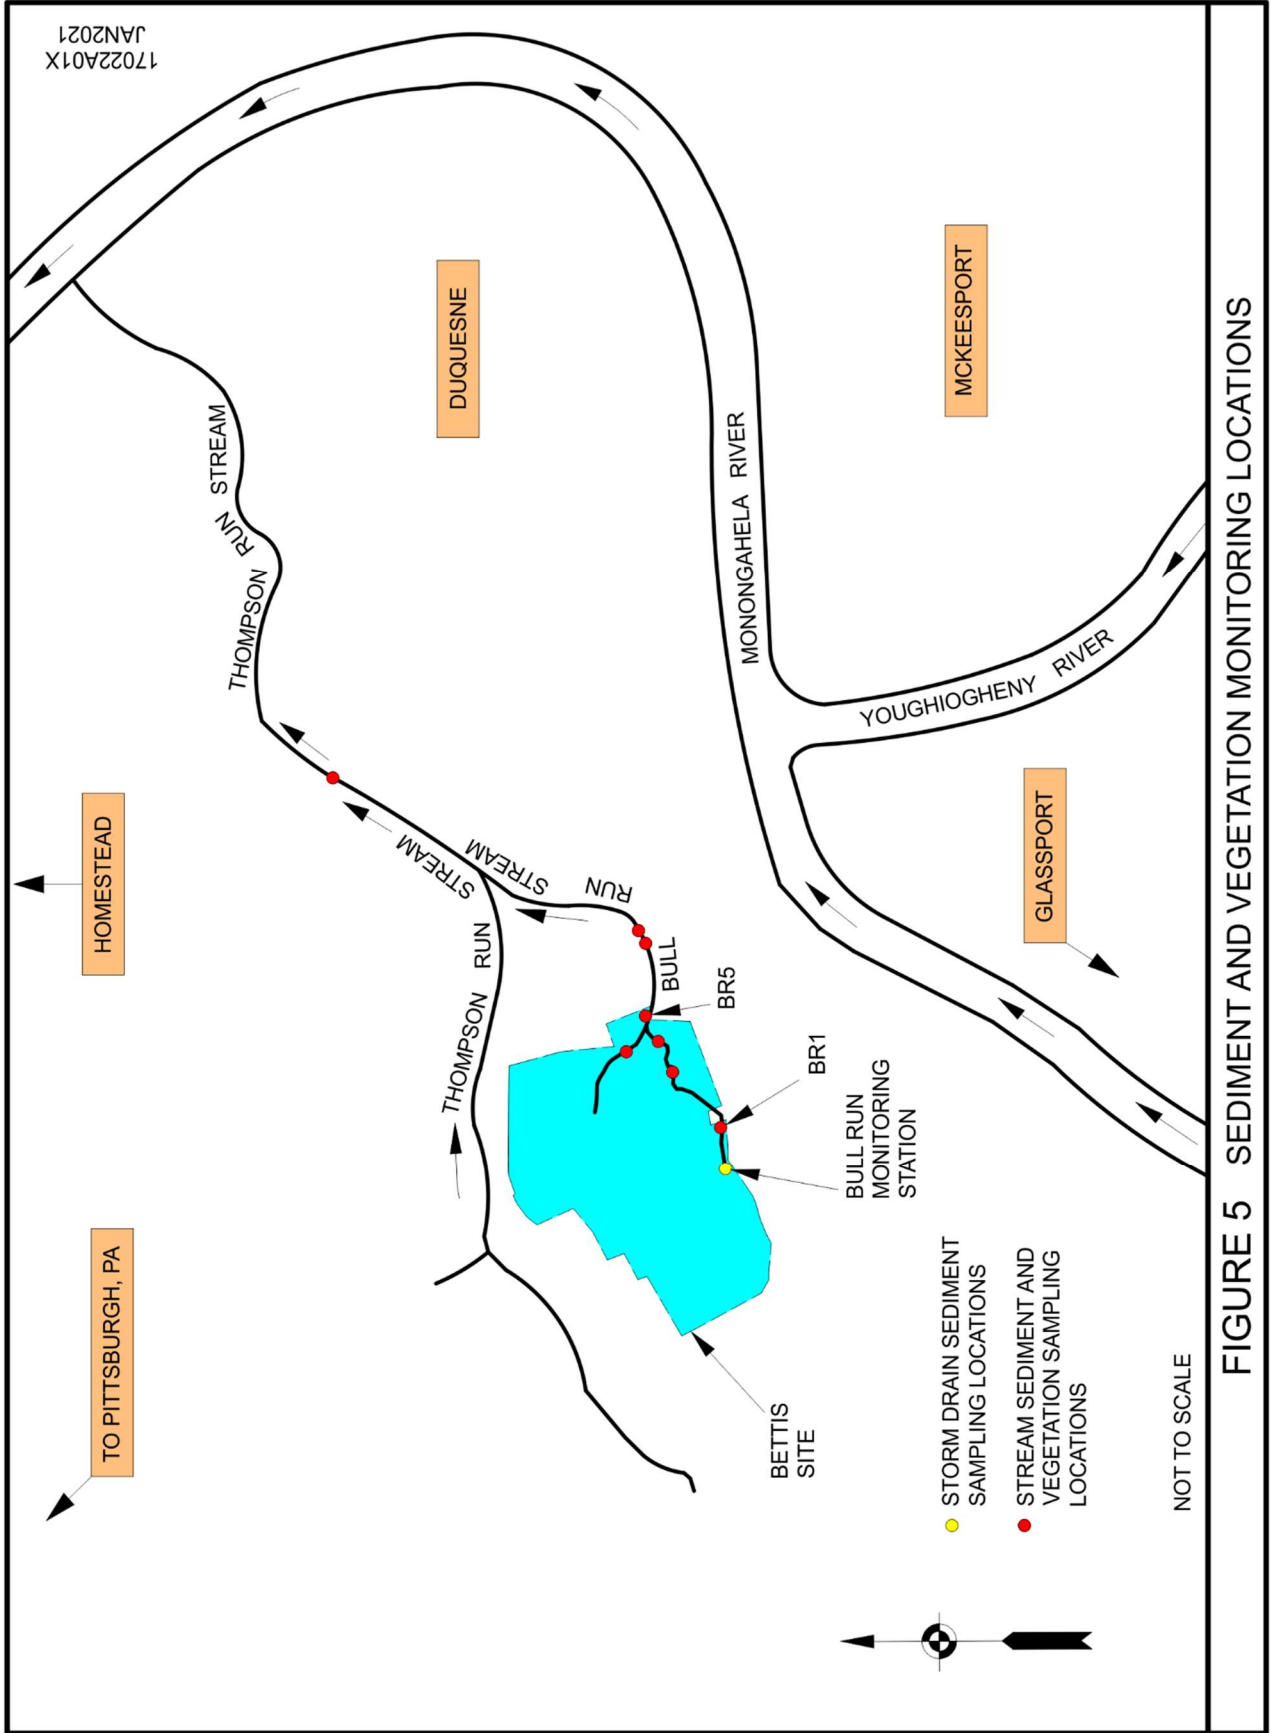 17022A01X
JAN2021
TO PITTSBURGH, PA
HOMESTEAD
DUQUESNE
MCKEESPORT
GLASSPORT
THOMPSON RUN STREAM
THOMPSON RUN STREAM
BULL RUN STREAM
MONONGAHELA RIVER
YOUGHIOGHENY RIVER
BR5
BR1
BULL RUN
MONITORING
STATION
BETTIS
SITE
STORM DRAIN SEDIMENT
SAMPLING LOCATIONS
STREAM SEDIMENT AND
VEGETATION SAMPLING
LOCATIONS
NOT TO SCALE
FIGURE 5 SEDIMENT AND VEGETATION MONITORING LOCATIONS